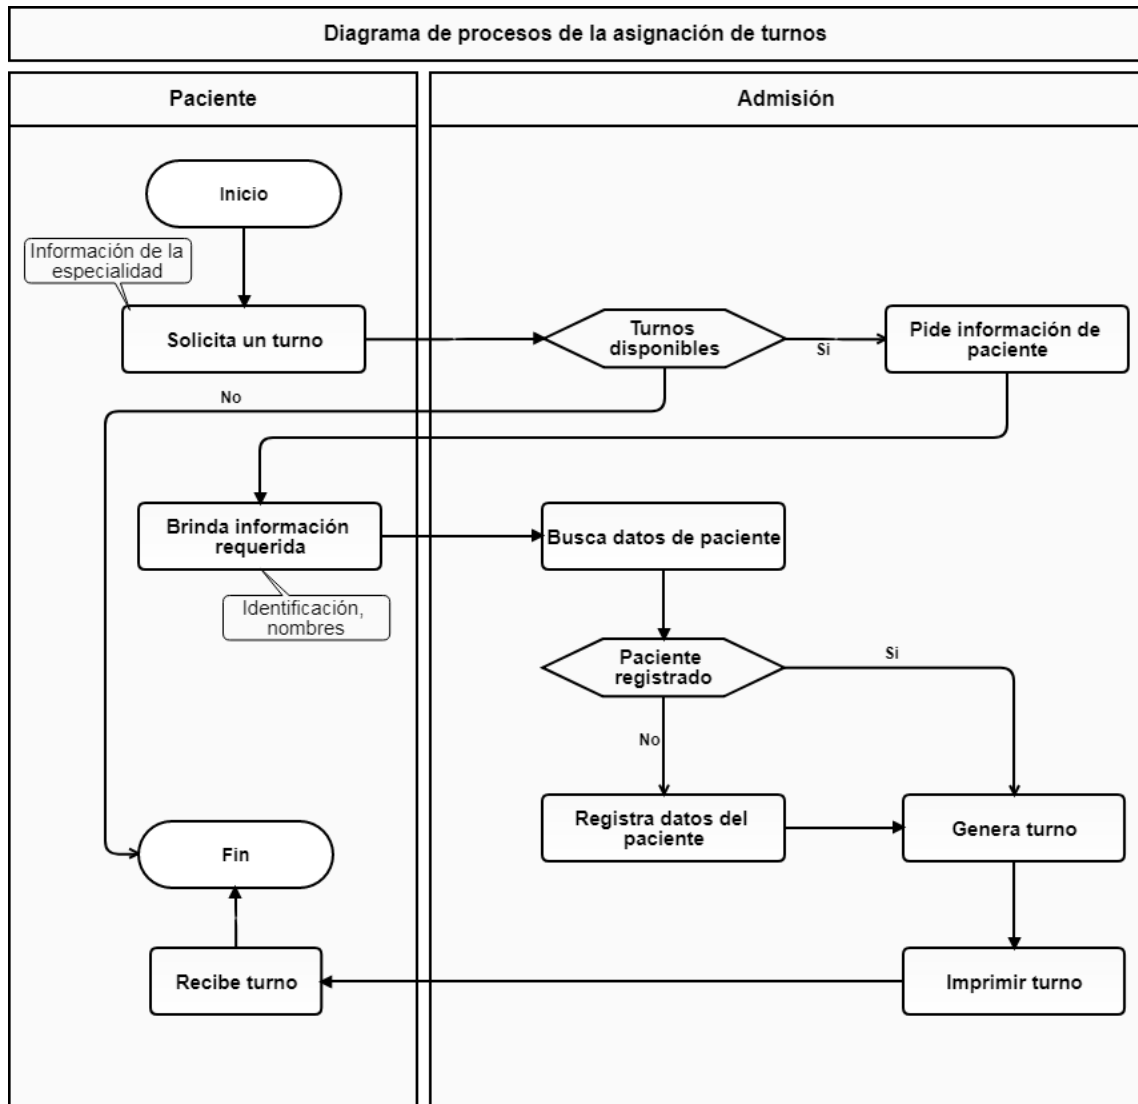 Diagrama de procesos de la asignación de turnos
Paciente
Admisión
Inicio
Información de la
especialidad
Solicita un turno
Turnos
disponibles
Si
Pide información de
paciente
No
Brinda información
requerida
Busca datos de paciente
Identificación,
nombres
Paciente
registrado
Si
No
Registra datos del
paciente
Genera turno
Fin
Recibe turno
Imprimir turno